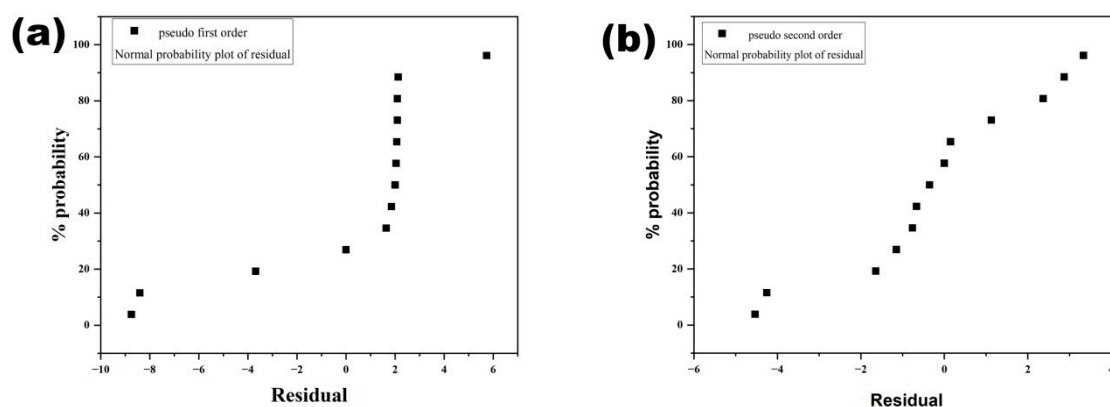 (a)
pseudo first order
Normal probability plot of residual
100
80
60
40
20
0
% probability
−10 −8 −6 −4 −2 0 2 4 6
Residual
(b)
pseudo second order
Normal probability plot of residual
100
80
60
40
20
0
% probability
−6 −4 −2 0 2 4
Residual